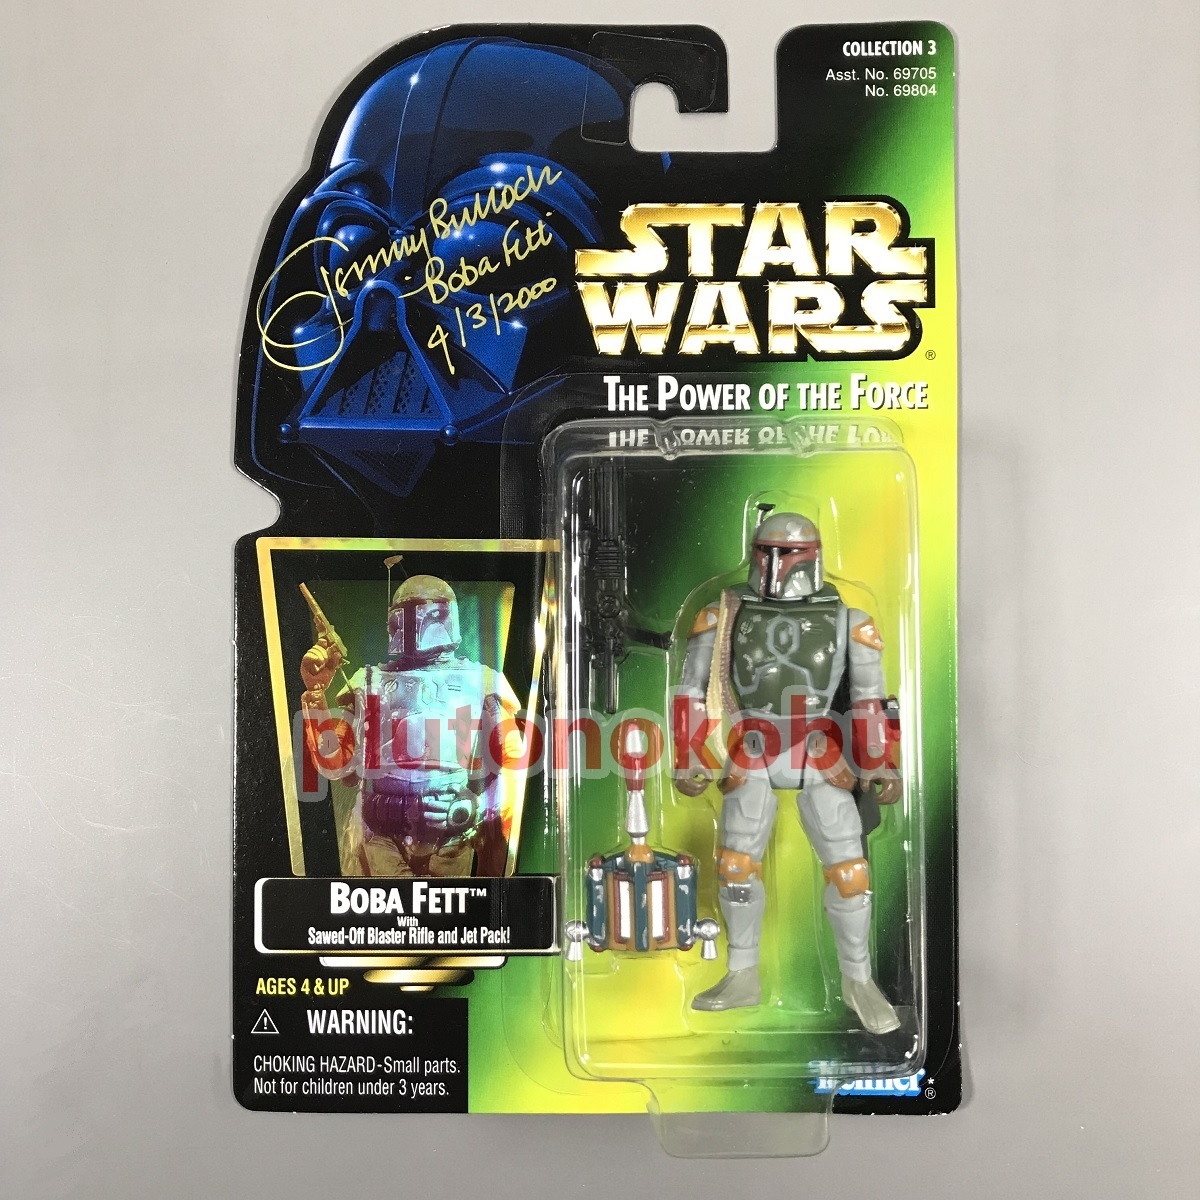 COLLECTION 3
Asst. No. 69705
No. 69804
Jeremy Bulloch
Boba Fett
4/3/2000
STAR
WARS®
THE POWER OF THE FORCE
plutonokobu
BOBA FETT™
With
Sawed-Off Blaster Rifle and Jet Pack!
AGES 4 & UP
WARNING:
CHOKING HAZARD-Small parts.
Not for children under 3 years.
Kenner®